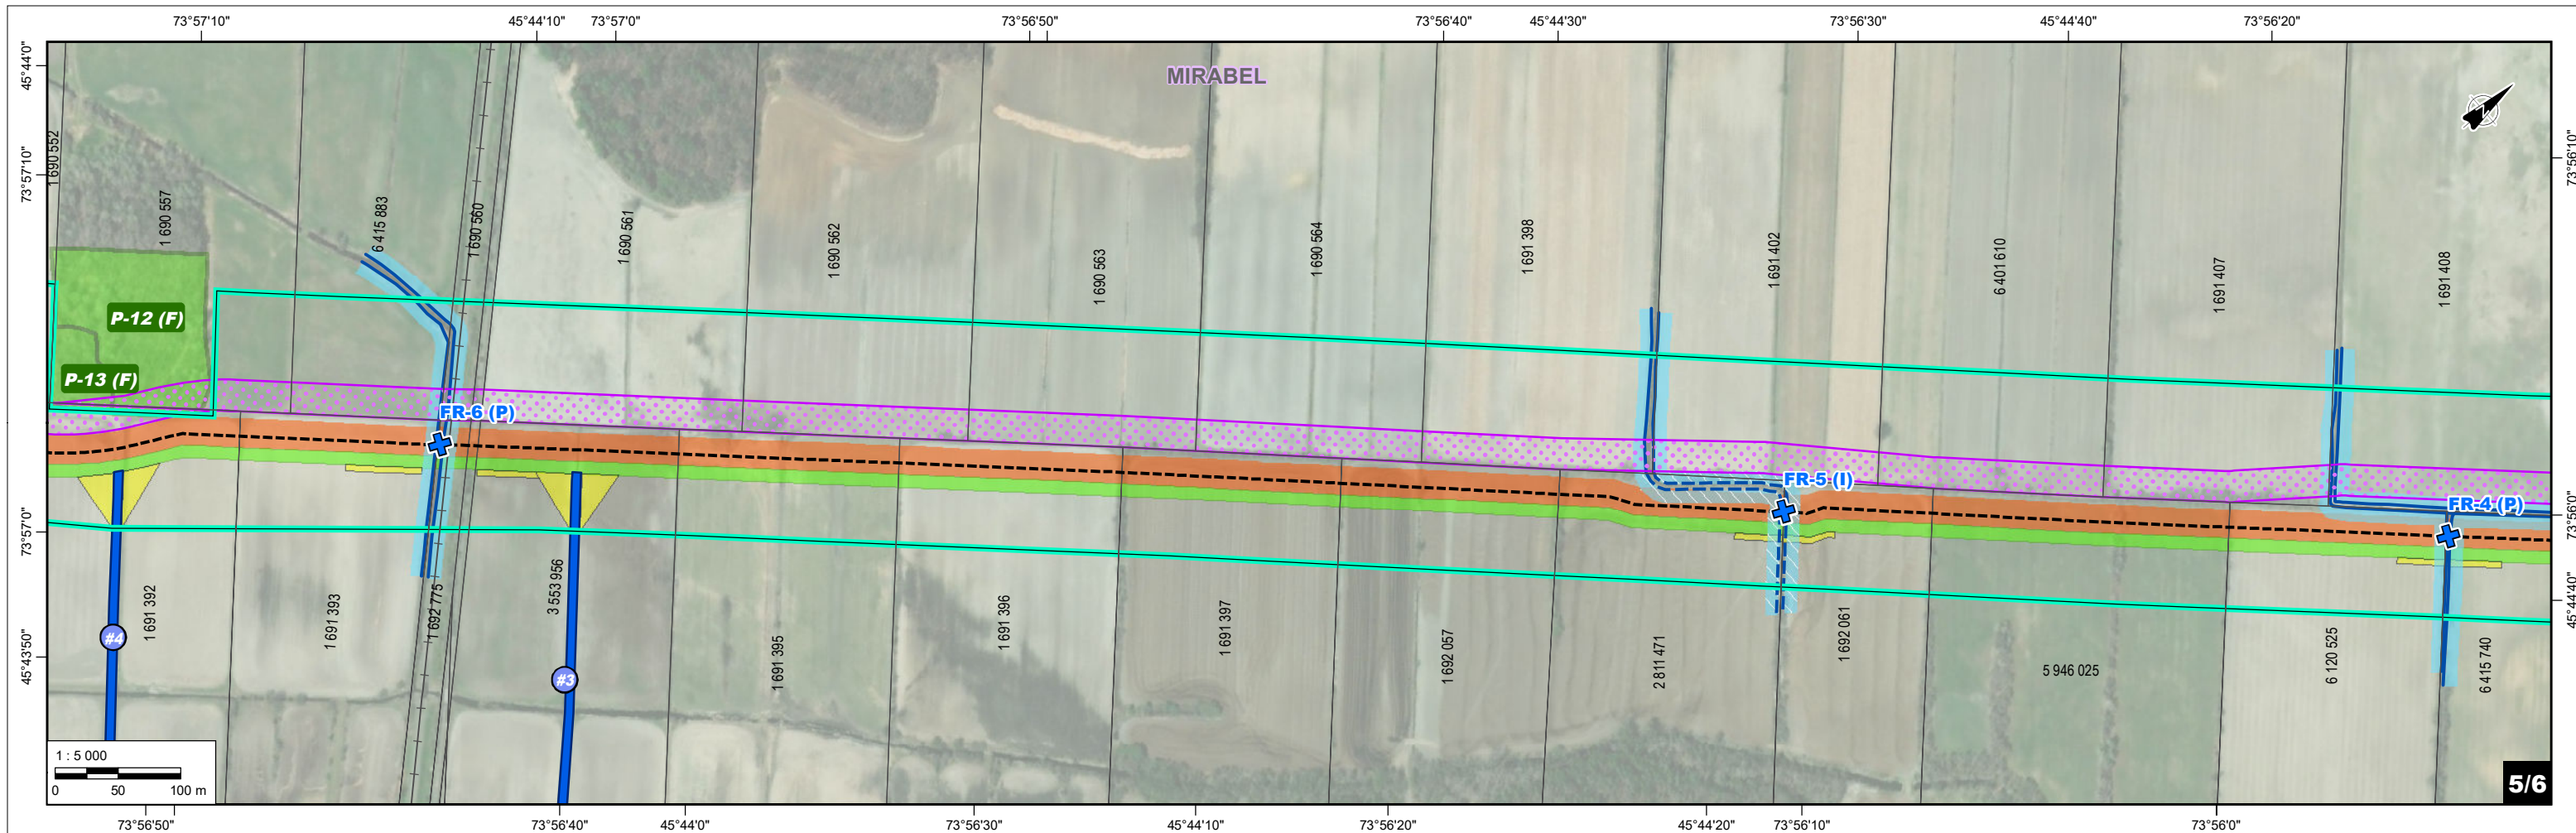 73°57'10"
45°44'10"
73°57'0"
73°56'50"
73°56'40"
45°44'30"
73°56'30"
45°44'40"
73°56'20"
45°44'0"
73°57'10"
73°57'0"
45°43'50"
73°56'10"
73°56'0"
45°44'40"
MIRABEL
1 690 552
1 690 557
6 415 883
1 690 560
1 690 561
1 690 562
1 690 563
1 690 564
1 691 398
1 691 402
6 401 610
1 691 407
1 691 408
P-12 (F)
P-13 (F)
FR-6 (P)
FR-5 (I)
FR-4 (P)
1 691 392
1 691 393
1 692 775
3 553 956
1 691 395
1 691 396
1 691 397
1 692 057
2 811 471
1 692 061
5 946 025
6 120 525
6 415 740
#4
#3
1 : 5 000
0 50 100 m
5/6
73°56'50"
73°56'40"
45°44'0"
73°56'30"
45°44'10"
73°56'20"
45°44'20"
73°56'10"
73°56'0"